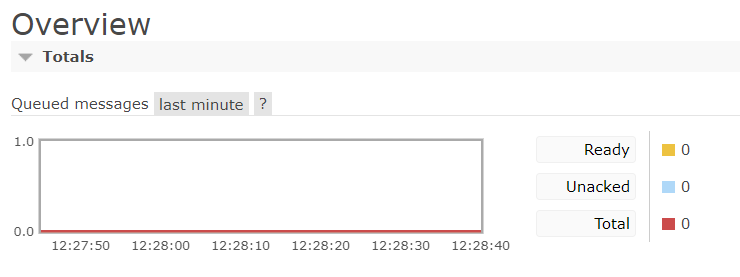 Overview
Totals
Queued messages last minute ?
1.0
0.0
12:27:50 12:28:00 12:28:10 12:28:20 12:28:30 12:28:40
Ready 0
Unacked 0
Total 0